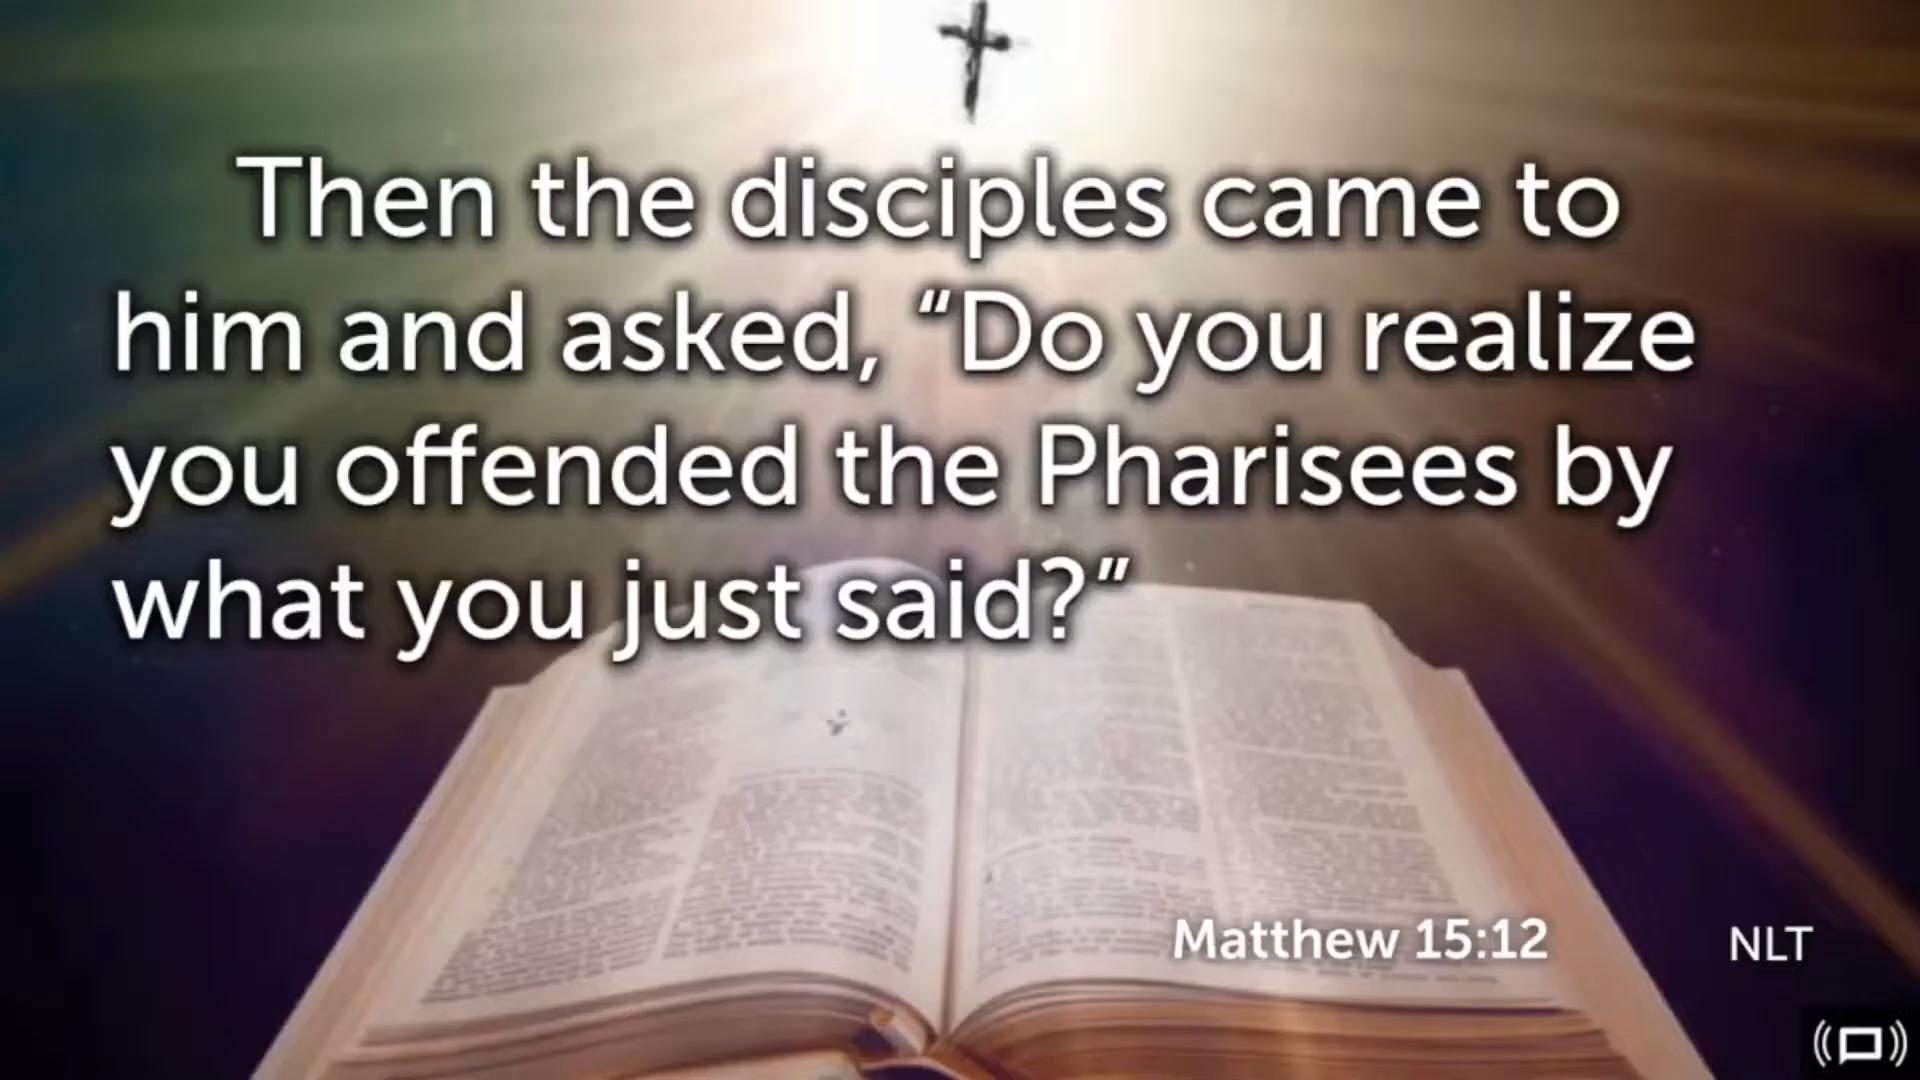 Then the disciples came to
him and asked, “Do you realize
you offended the Pharisees by
what you just said?”
Matthew 15:12
NLT